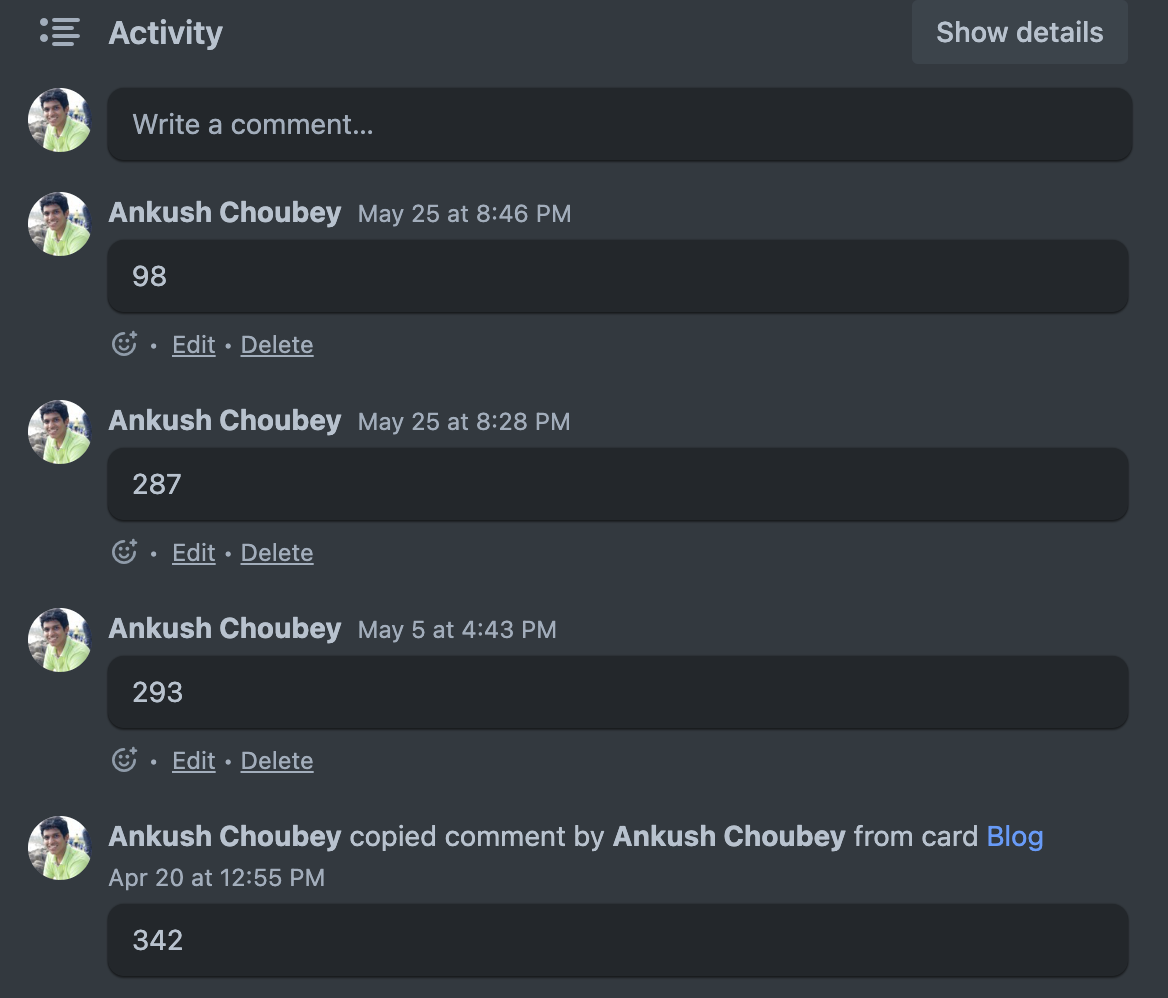 Activity
Show details
Write a comment...
Ankush Choubey May 25 at 8:46 PM
98
• Edit • Delete
Ankush Choubey May 25 at 8:28 PM
287
• Edit • Delete
Ankush Choubey May 5 at 4:43 PM
293
• Edit • Delete
Ankush Choubey copied comment by Ankush Choubey from card Blog
Apr 20 at 12:55 PM
342